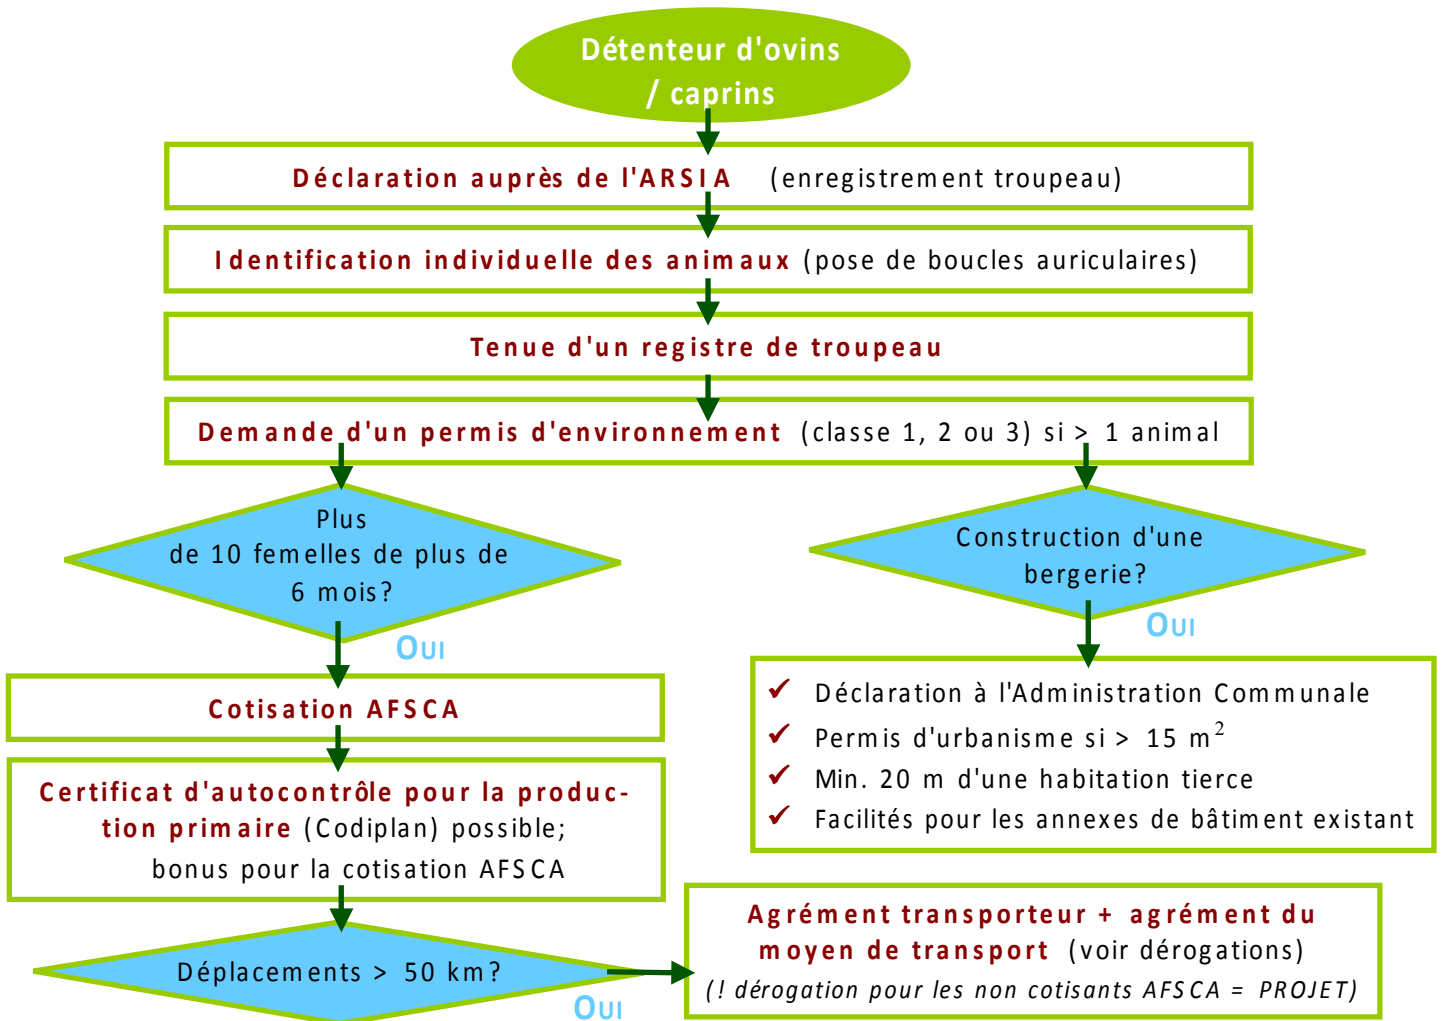 Détenteur d'ovins
/ caprins
Déclaration auprès de l'ARSIA (enregistrement troupeau)
Identification individuelle des animaux (pose de boucles auriculaires)
Tenue d'un registre de troupeau
Demande d'un permis d'environnement (classe 1, 2 ou 3) si > 1 animal
Plus
de 10 femelles de plus de
6 mois?
OUI
Cotisation AFSCA
Certificat d'autocontrôle pour la produc-
tion primaire (Codiplan) possible;
bonus pour la cotisation AFSCA
Déplacements > 50 km?
OUI
Construction d'une
bergerie?
OUI
✓ Déclaration à l'Administration Communale
✓ Permis d'urbanisme si > 15 m²
✓ Min. 20 m d'une habitation tierce
✓ Facilités pour les annexes de bâtiment existant
Agrément transporteur + agrément du
moyen de transport (voir dérogations)
(! dérogation pour les non cotisants AFSCA = PROJET)